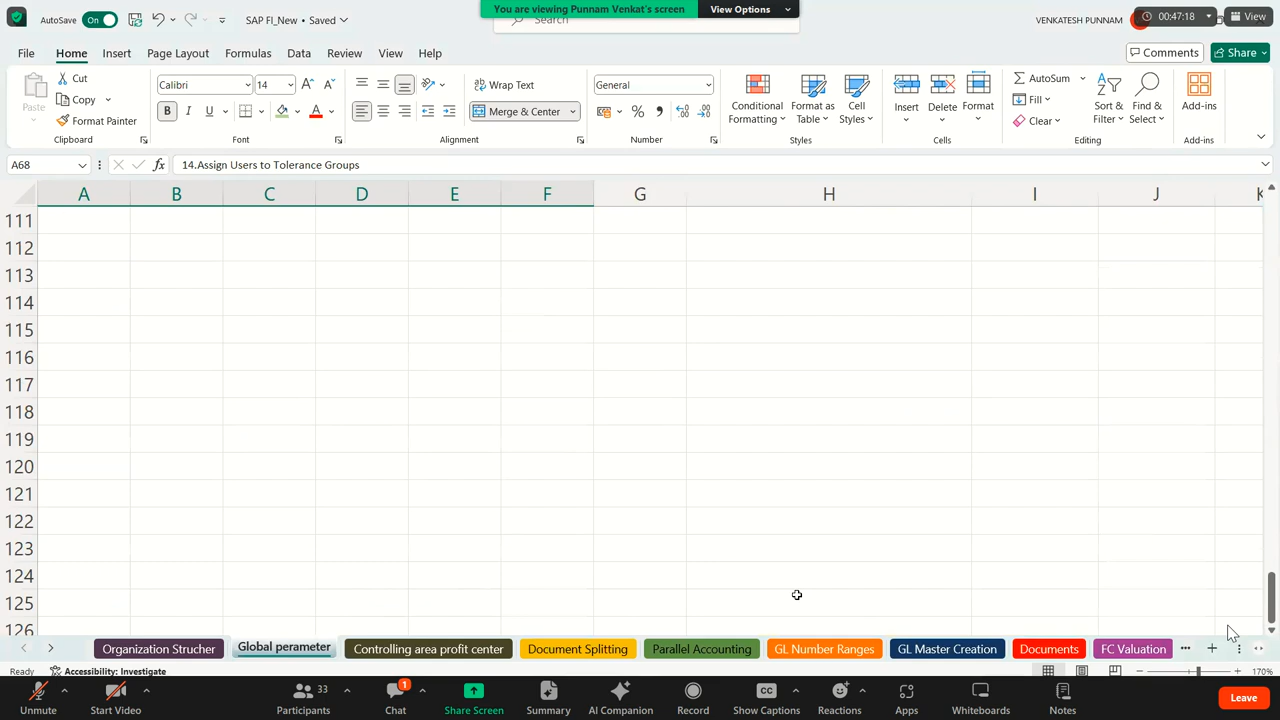 You are viewing Punnam Venkat's screen
View Options
AutoSave On
SAP FI_New • Saved
Search
VENKATESH PUNNAM
00:47:18
View
File
Home
Insert
Page Layout
Formulas
Data
Review
View
Help
Comments
Share
Paste
Cut
Copy
Format Painter
Clipboard
Calibri
14
B I U
Font
Wrap Text
Merge & Center
Alignment
General
Number
Conditional Formatting
Format as Table
Cell Styles
Styles
Insert
Delete
Format
Cells
AutoSum
Fill
Clear
Sort & Filter
Find & Select
Editing
Add-ins
Add-ins
A68
fx
14.Assign Users to Tolerance Groups
A B C D E F G H I J K
111
112
113
114
115
116
117
118
119
120
121
122
123
124
125
126
Organization Strucher
Global perameter
Controlling area profit center
Document Splitting
Parallel Accounting
GL Number Ranges
GL Master Creation
Documents
FC Valuation
Ready
Accessibility: Investigate
170%
Unmute
Start Video
33
Participants
1
Chat
Share Screen
Summary
AI Companion
Record
CC
Show Captions
Reactions
Apps
Whiteboards
Notes
Leave